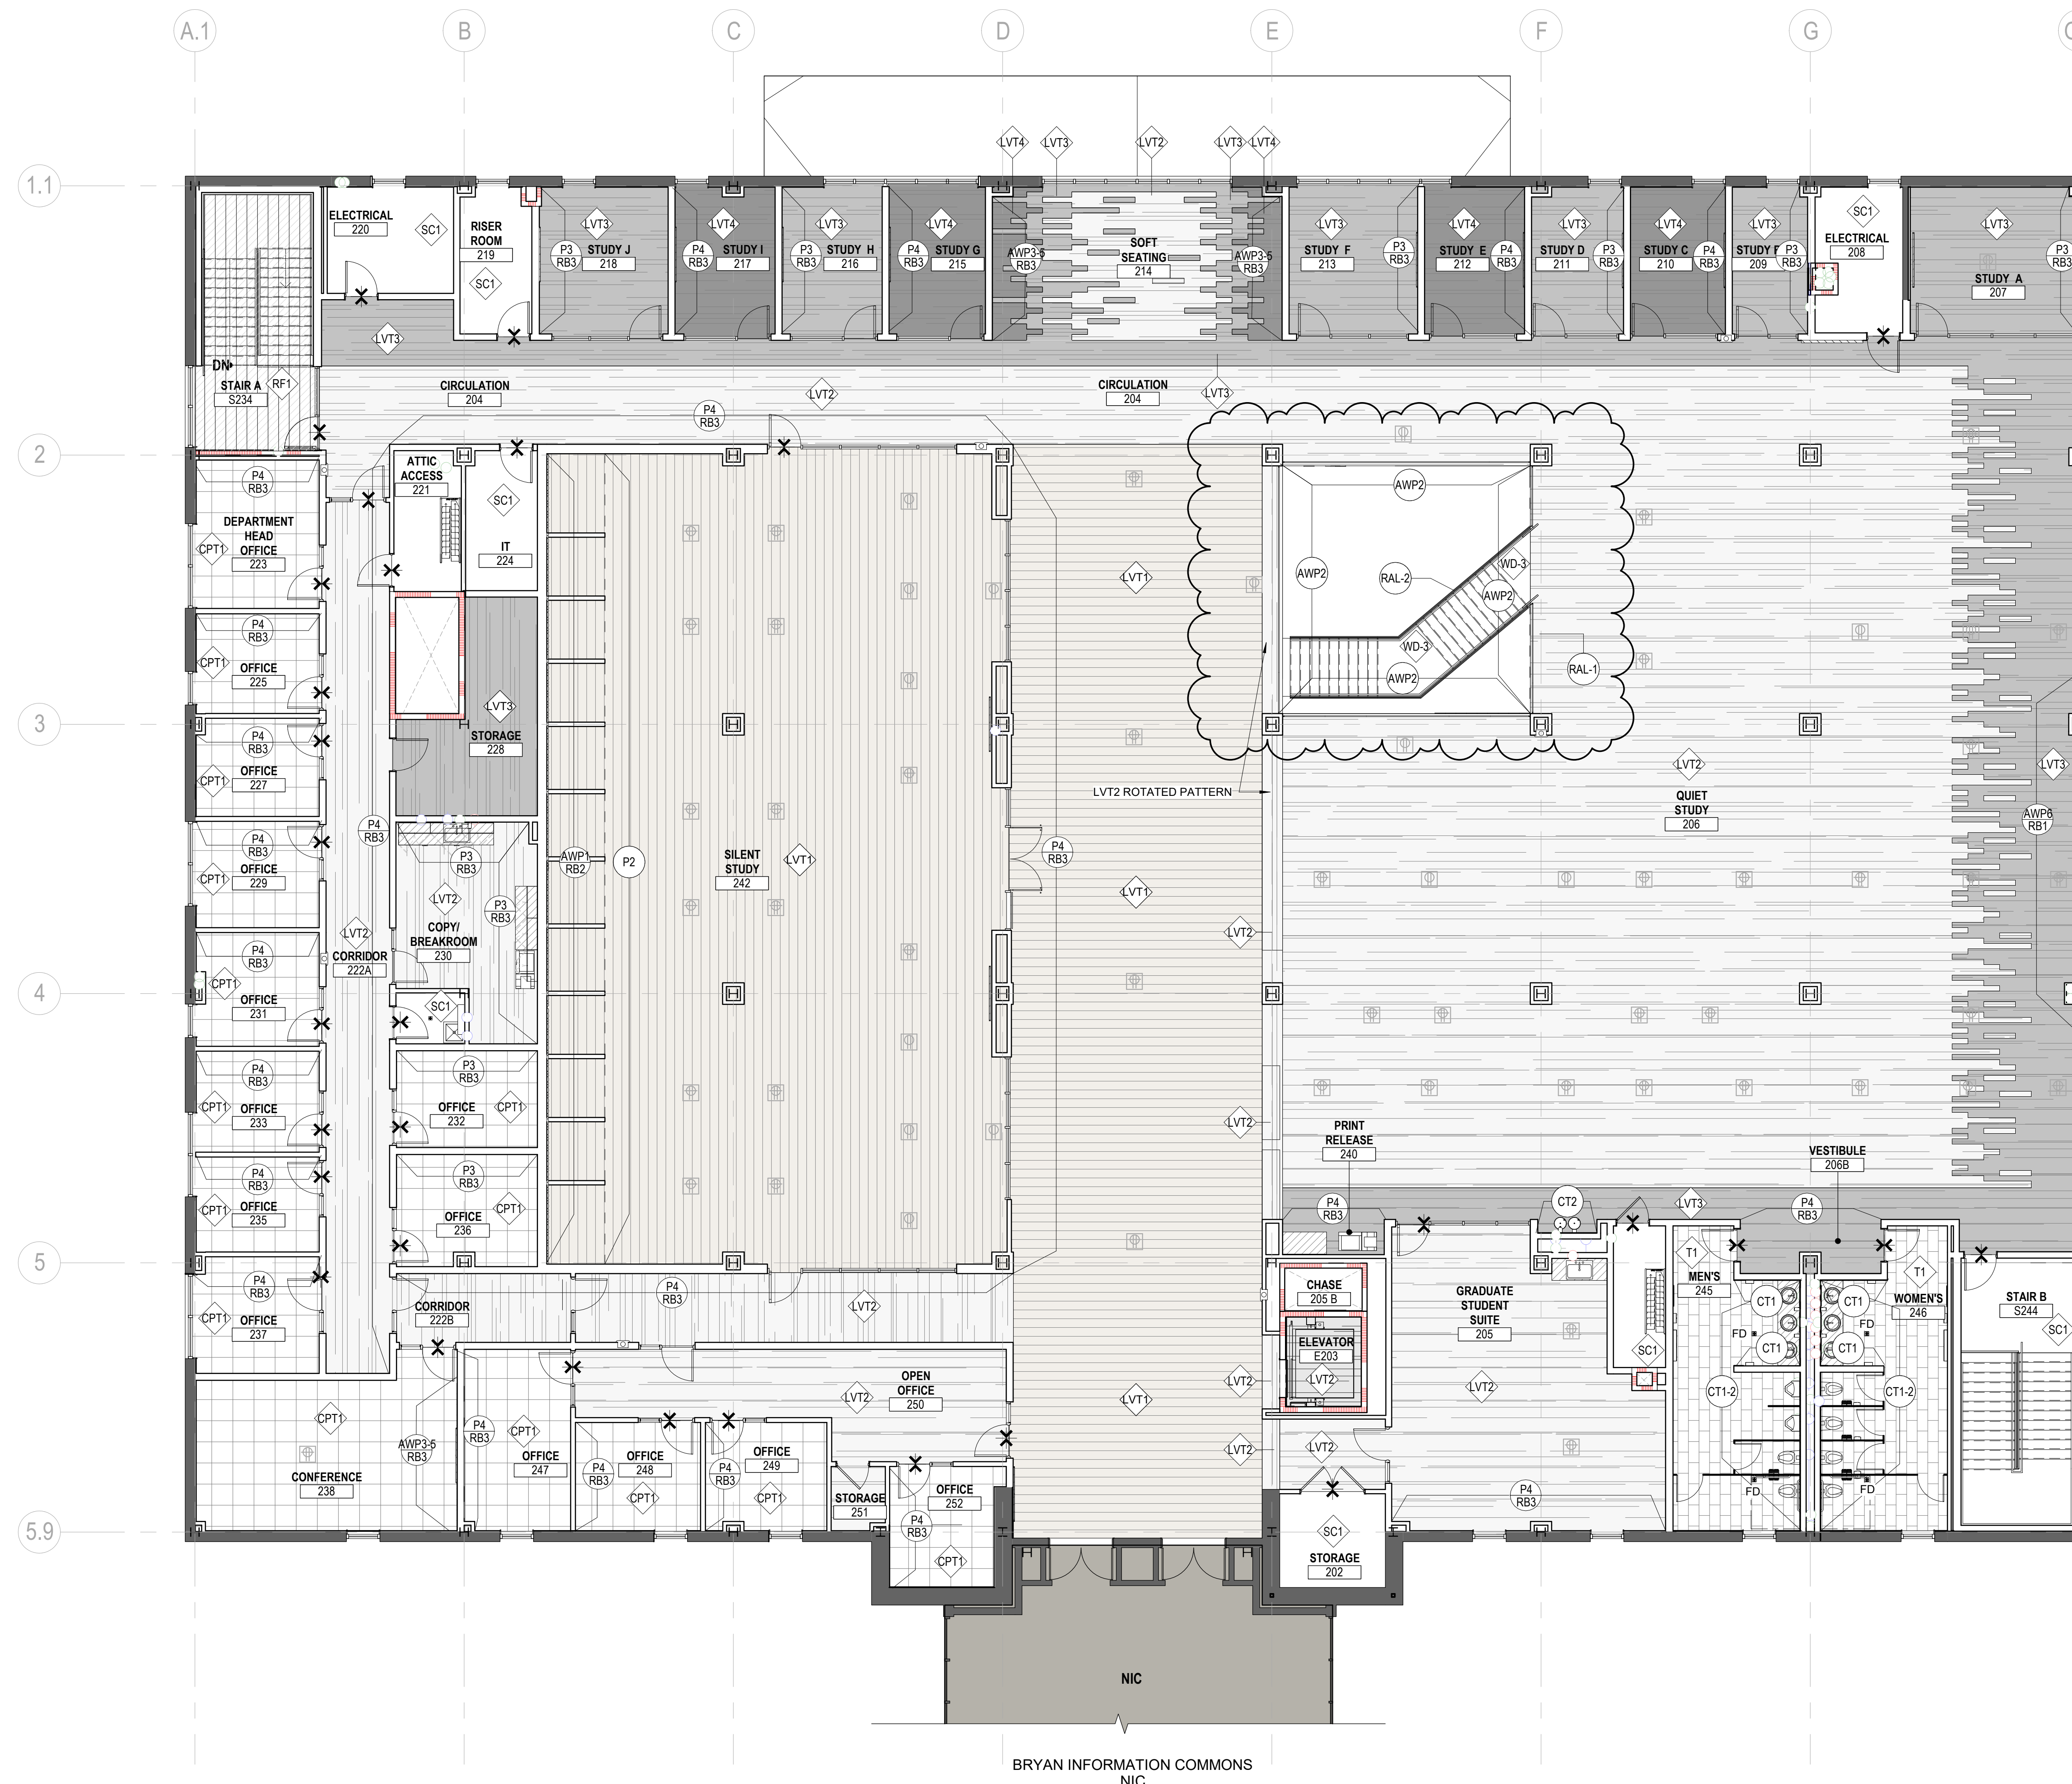 A.1
B
C
D
E
F
G
1.1
2
3
4
5
5.9
LVT4
LVT3
LVT2
LVT3
LVT4
ELECTRICAL
220
SC1
RISER
ROOM
219
SC1
LVT3
P3
RB3
STUDY J
218
LVT4
P4
RB3
STUDY I
217
LVT3
P3
RB3
STUDY H
216
LVT4
P4
RB3
STUDY G
215
AWP3-5
RB3
SOFT
SEATING
214
AWP3-5
RB3
LVT3
STUDY F
213
P3
RB3
LVT4
STUDY E
212
P4
RB3
LVT3
STUDY D
211
P3
RB3
LVT4
STUDY C
210
P4
RB3
LVT3
209
P3
RB3
SC1
ELECTRICAL
208
LVT3
STUDY A
207
P3
RB3
LVT3
DN
STAIR A
S234
RF1
CIRCULATION
204
P4
RB3
LVT2
CIRCULATION
204
LVT3
ATTIC
ACCESS
221
SC1
IT
224
P4
RB3
DEPARTMENT
HEAD
OFFICE
223
CPT1
P4
RB3
CPT1
OFFICE
225
P4
RB3
CPT1
OFFICE
227
P4
RB3
CPT1
OFFICE
229
P4
RB3
CPT1
OFFICE
231
P4
RB3
CPT1
OFFICE
233
P4
RB3
CPT1
OFFICE
235
P4
RB3
CPT1
OFFICE
237
P4
RB3
LVT2
CORRIDOR
222A
LVT3
STORAGE
228
P3
RB3
LVT2
P3
RB3
COPY/
BREAKROOM
230
SC1
P3
RB3
OFFICE
232
CPT1
P3
RB3
OFFICE
236
CPT1
AWP1
RB2
P2
SILENT
STUDY
242
LVT1
P4
RB3
LVT1
LVT1
LVT1
AWP2
AWP2
RAL-2
WD-3
AWP2
WD-3
AWP2
RAL-1
LVT2 ROTATED PATTERN
LVT2
QUIET
STUDY
206
LVT3
AWP6
RB1
LVT2
LVT2
LVT2
LVT2
PRINT
RELEASE
240
P4
RB3
CT2
LVT3
VESTIBULE
206B
P4
RB3
CORRIDOR
222B
P4
RB3
LVT2
CHASE
205 B
ELEVATOR
E203
LVT2
GRADUATE
STUDENT
SUITE
205
LVT2
SC1
T1
MEN'S
245
CT1
CT1
FD
CT1-2
FD
T1
WOMEN'S
246
CT1
CT1
FD
CT1-2
FD
STAIR B
S244
SC1
CPT1
AWP3-5
RB3
CONFERENCE
238
P4
RB3
CPT1
OFFICE
247
OPEN
OFFICE
250
LVT2
P4
RB3
OFFICE
248
CPT1
P4
RB3
OFFICE
249
CPT1
STORAGE
251
P4
RB3
OFFICE
252
CPT1
LVT2
SC1
STORAGE
202
P4
RB3
NIC
BRYAN INFORMATION COMMONS
NIC